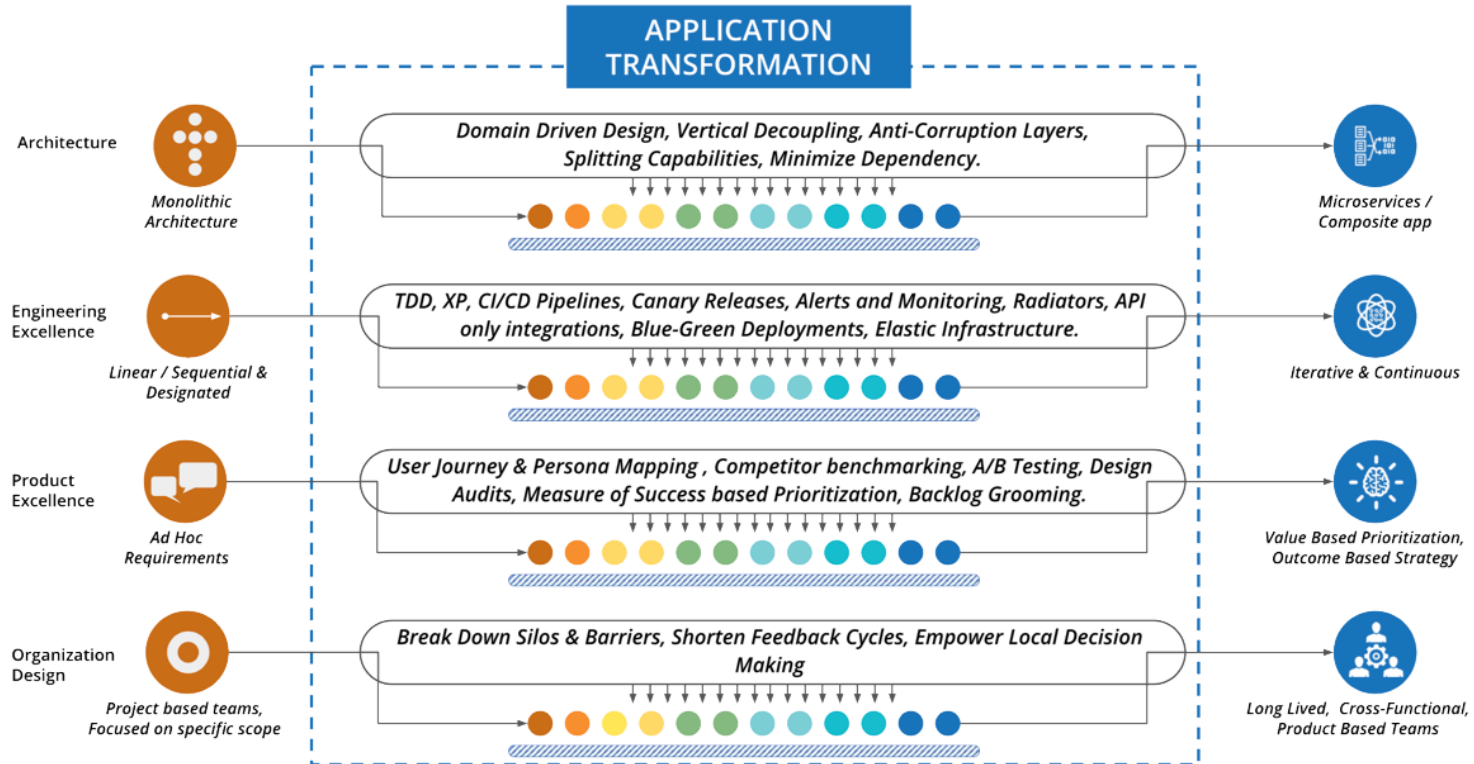 APPLICATION
TRANSFORMATION
Architecture
Monolithic
Architecture
Domain Driven Design, Vertical Decoupling, Anti-Corruption Layers,
Splitting Capabilities, Minimize Dependency.
Microservices /
Composite app
Engineering
Excellence
Linear / Sequential &
Designated
TDD, XP, CI/CD Pipelines, Canary Releases, Alerts and Monitoring, Radiators, API
only integrations, Blue-Green Deployments, Elastic Infrastructure.
Iterative & Continuous
Product
Excellence
Ad Hoc
Requirements
User Journey & Persona Mapping , Competitor benchmarking, A/B Testing, Design
Audits, Measure of Success based Prioritization, Backlog Grooming.
Value Based Prioritization,
Outcome Based Strategy
Organization
Design
Project based teams,
Focused on specific scope
Break Down Silos & Barriers, Shorten Feedback Cycles, Empower Local Decision
Making
Long Lived, Cross-Functional,
Product Based Teams